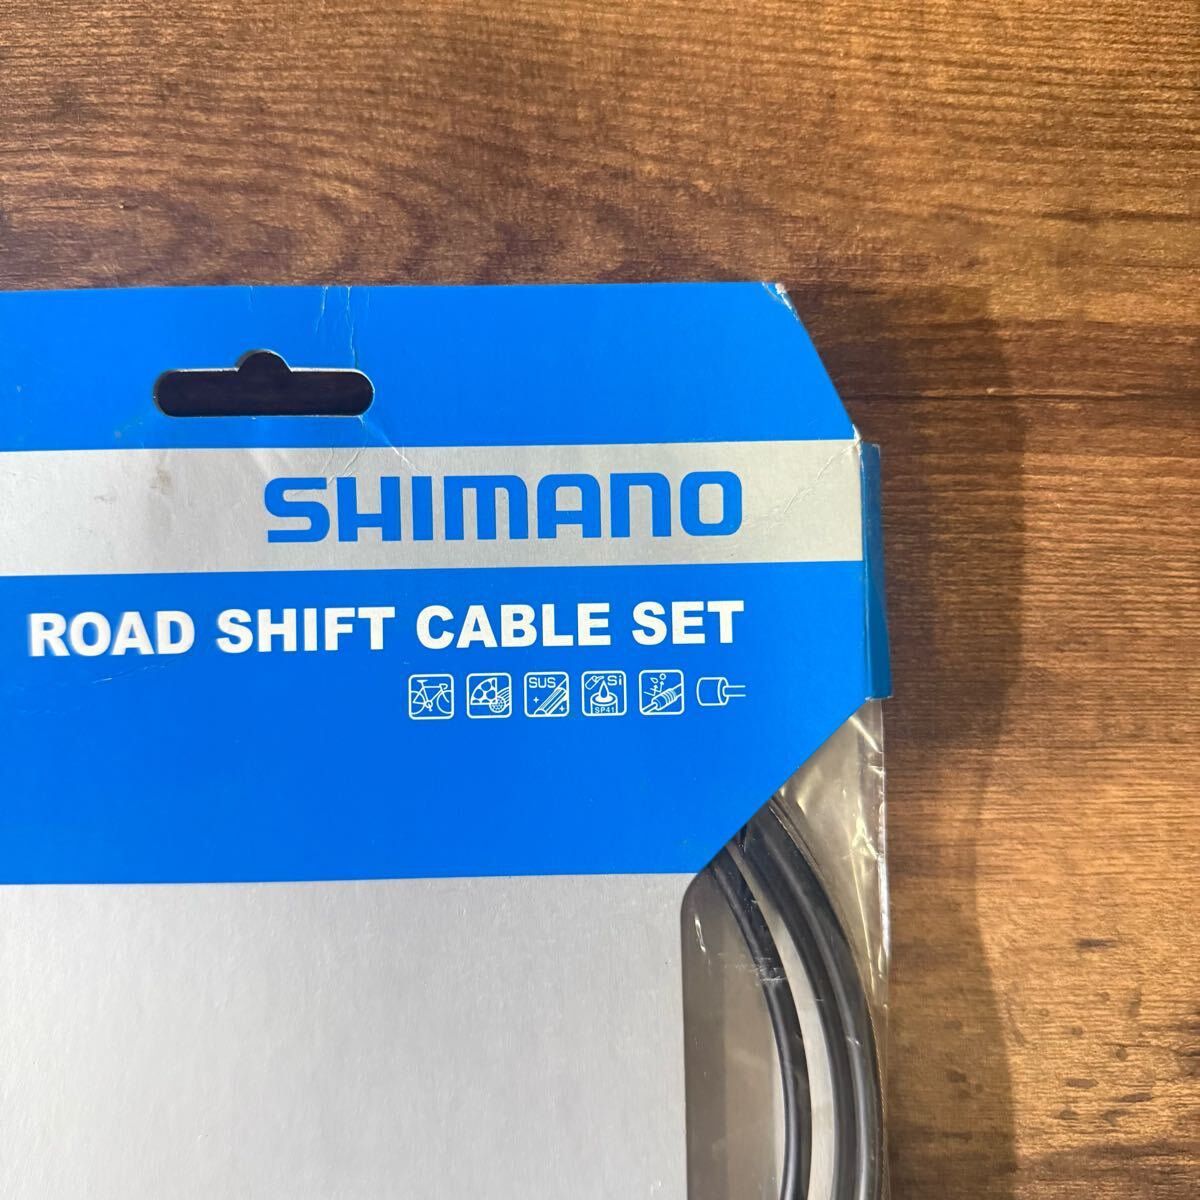 SHIMANO
ROAD SHIFT CABLE SET
SUS Si SP41